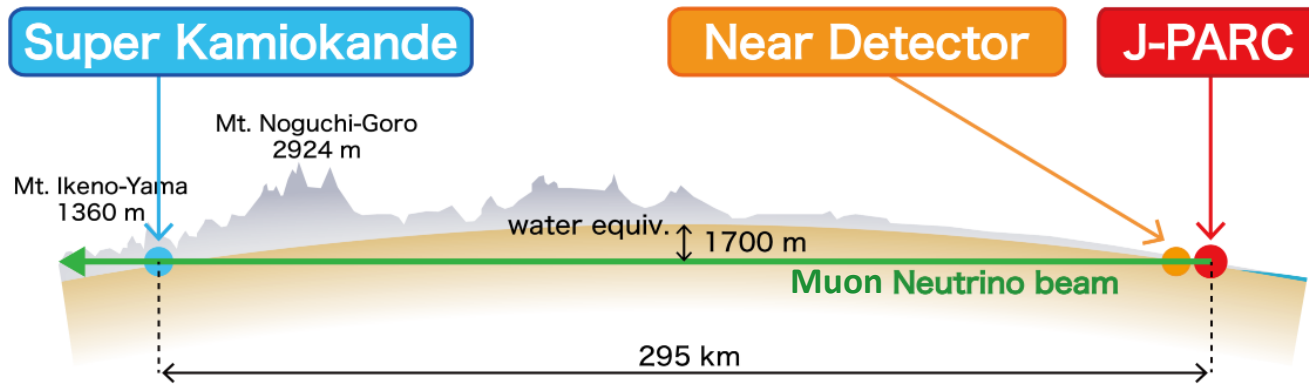 Super Kamiokande
Near Detector
J-PARC
Mt. Noguchi-Goro
2924 m
Mt. Ikeno-Yama
1360 m
water equiv.
1700 m
Muon Neutrino beam
295 km